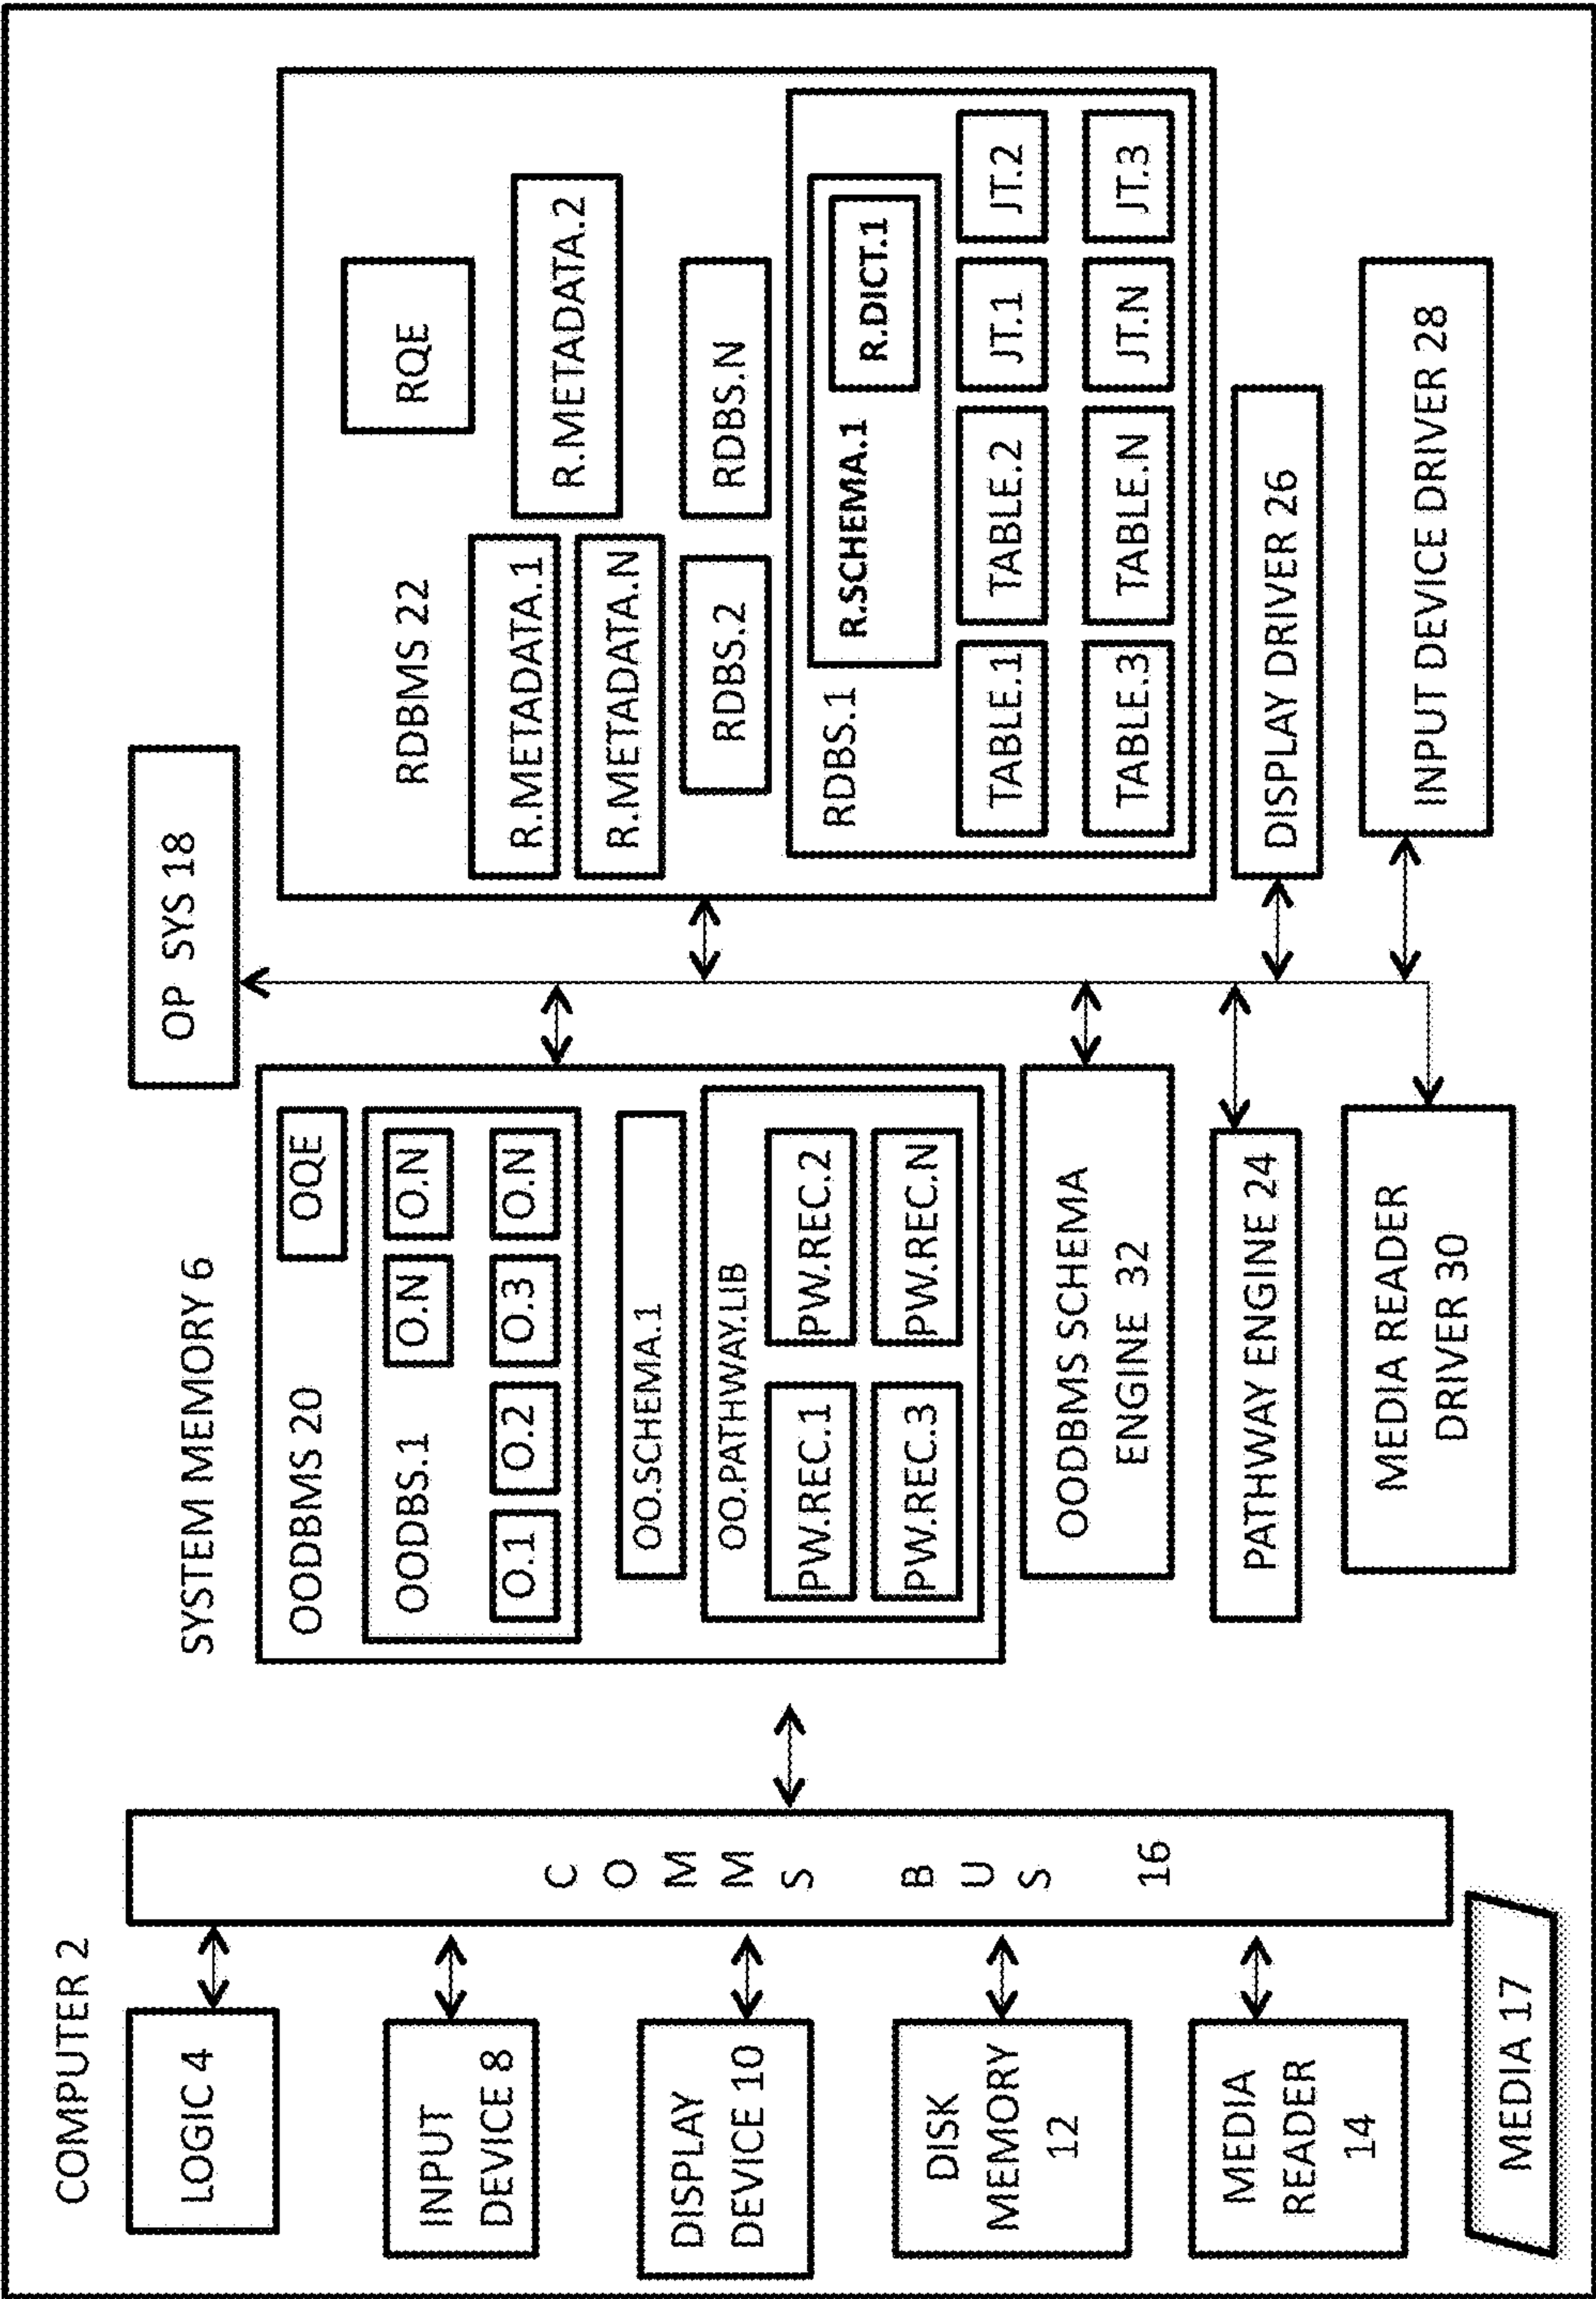 COMPUTER 2
LOGIC 4
INPUT
DEVICE 8
DISPLAY
DEVICE 10
DISK
MEMORY
12
MEDIA
READER
14
MEDIA 17
COMMS BUS 16
SYSTEM MEMORY 6
OP SYS 18
OODBMS 20
OQE
OODBS.1
O.N
O.N
O.1
O.2
O.3
O.N
OO.SCHEMA.1
OO.PATHWAY.LIB
PW.REC.1
PW.REC.2
PW.REC.3
PW.REC.N
OODBMS SCHEMA
ENGINE 32
PATHWAY ENGINE 24
MEDIA READER
DRIVER 30
RDBMS 22
RQE
R.METADATA.1
R.METADATA.2
R.METADATA.N
RDBS.2
RDBS.N
RDBS.1
R.SCHEMA.1
R.DICT.1
TABLE.1
TABLE.2
JT.1
JT.2
TABLE.3
TABLE.N
JT.N
JT.3
DISPLAY DRIVER 26
INPUT DEVICE DRIVER 28